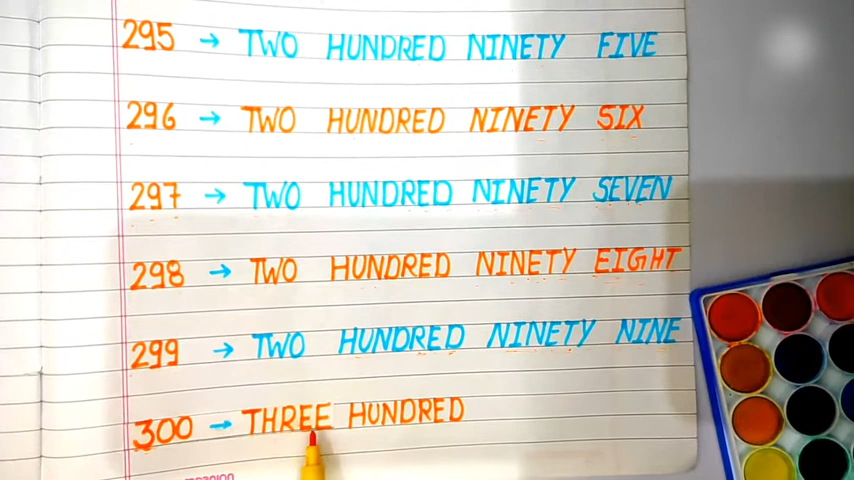 295 → TWO HUNDRED NINETY FIVE
296 → TWO HUNDRED NINETY SIX
297 → TWO HUNDRED NINETY SEVEN
298 → TWO HUNDRED NINETY EIGHT
299 → TWO HUNDRED NINETY NINE
300 → THREE HUNDRED